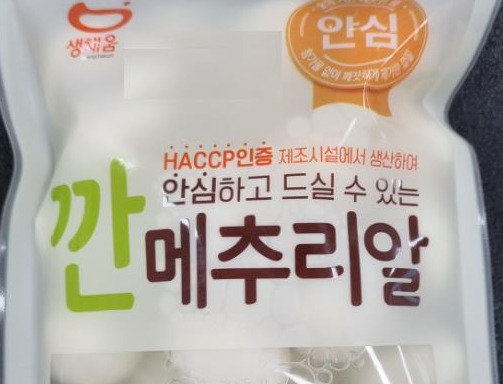 생채움
안심
HACCP인증 제조시설에서 생산하여
안심하고 드실 수 있는
깐메추리알